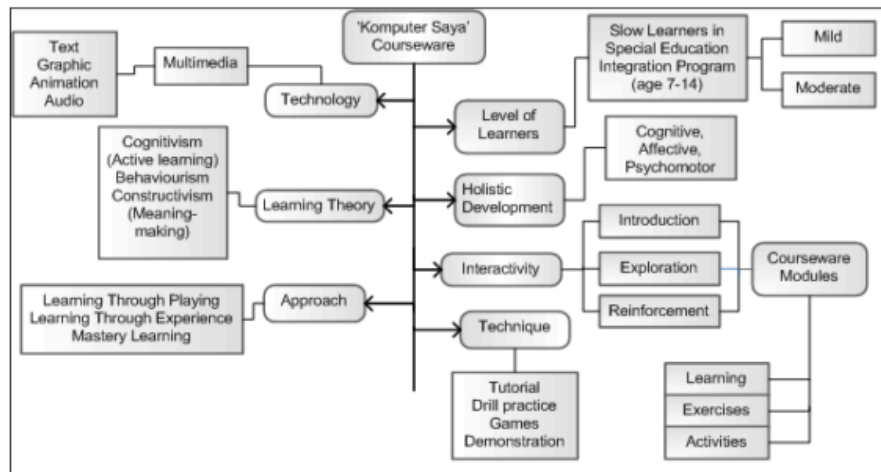 'Komputer Saya'
Courseware
Text
Graphic
Animation
Audio
Multimedia
Technology
Slow Learners in
Special Education
Integration Program
(age 7-14)
Mild
Moderate
Level of
Learners
Cognitivism
(Active learning)
Behaviourism
Constructivism
(Meaning-
making)
Learning Theory
Cognitive,
Affective,
Psychomotor
Holistic
Development
Introduction
Interactivity
Exploration
Reinforcement
Courseware
Modules
Learning Through Playing
Learning Through Experience
Mastery Learning
Approach
Technique
Tutorial
Drill practice
Games
Demonstration
Learning
Exercises
Activities